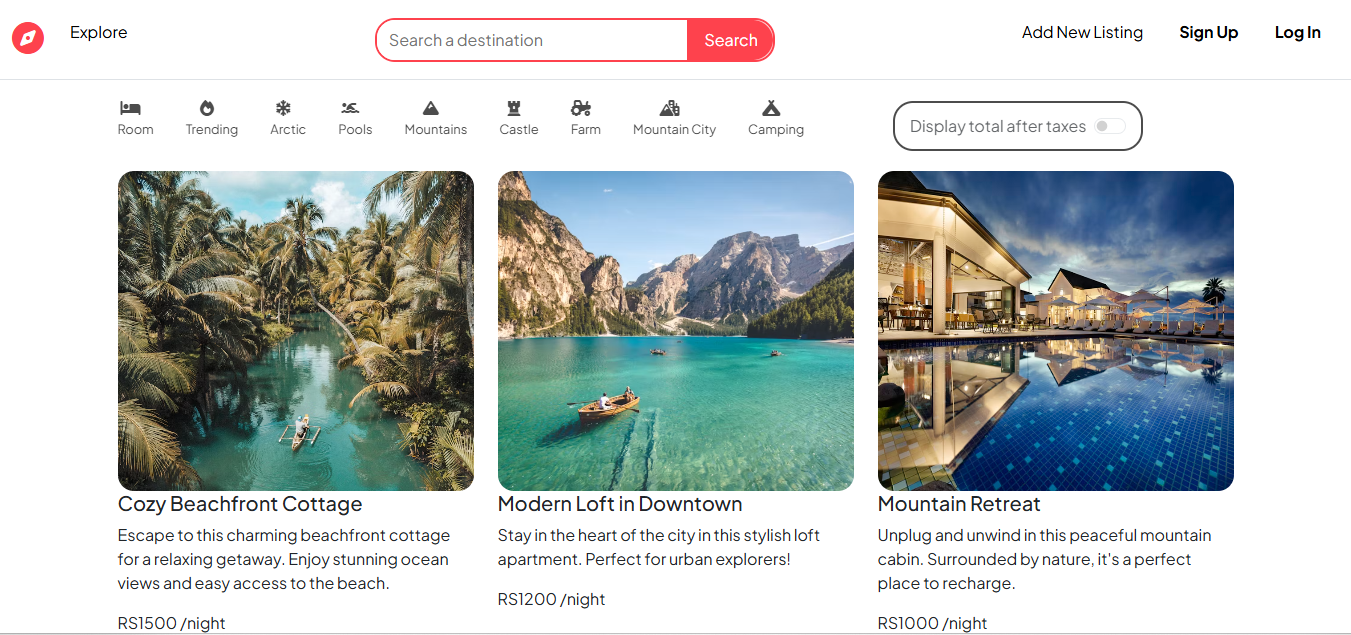 Explore
Search a destination
Search
Add New Listing
Sign Up
Log In
Room
Trending
Arctic
Pools
Mountains
Castle
Farm
Mountain City
Camping
Display total after taxes
Cozy Beachfront Cottage
Escape to this charming beachfront cottage
for a relaxing getaway. Enjoy stunning ocean
views and easy access to the beach.
RS1500 /night
Modern Loft in Downtown
Stay in the heart of the city in this stylish loft
apartment. Perfect for urban explorers!
RS1200 /night
Mountain Retreat
Unplug and unwind in this peaceful mountain
cabin. Surrounded by nature, it's a perfect
place to recharge.
RS1000 /night